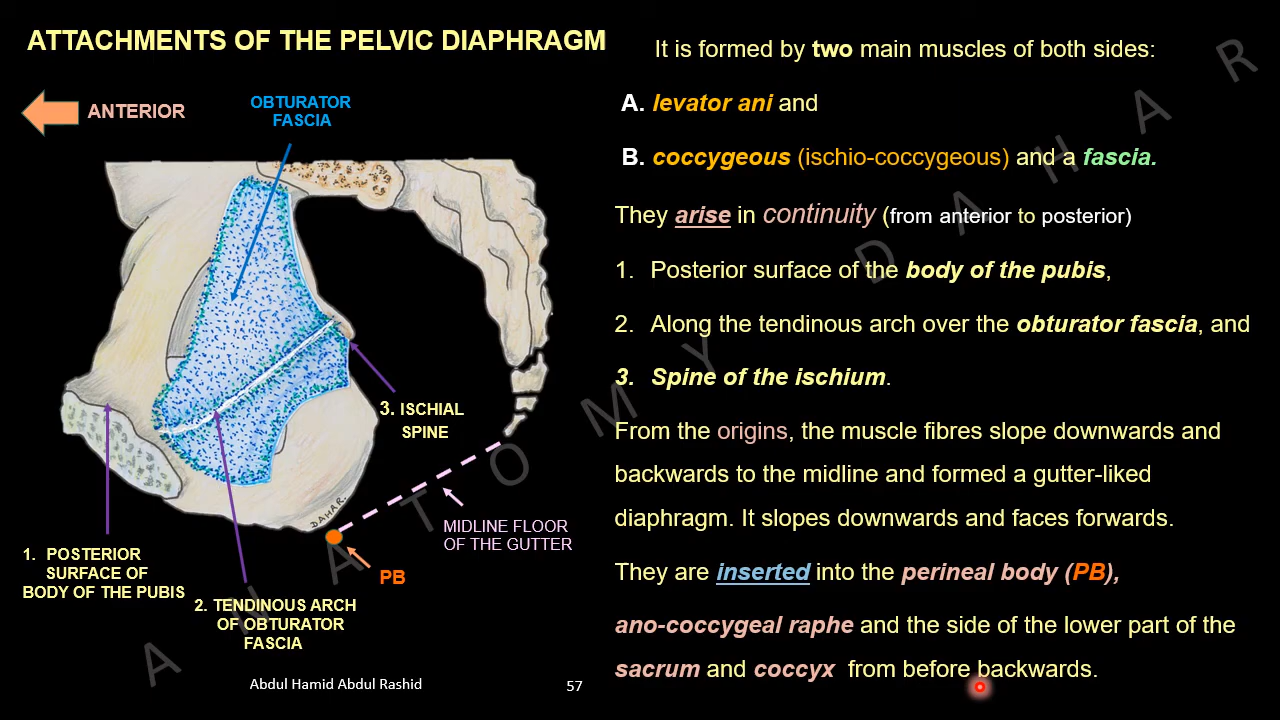 ATTACHMENTS OF THE PELVIC DIAPHRAGM
ANTERIOR
OBTURATOR
FASCIA
3. ISCHIAL
SPINE
DAHAR.
MIDLINE FLOOR
OF THE GUTTER
PB
1. POSTERIOR
SURFACE OF
BODY OF THE PUBIS
2. TENDINOUS ARCH
OF OBTURATOR
FASCIA
Abdul Hamid Abdul Rashid
57
It is formed by two main muscles of both sides:
A. levator ani and
B. coccygeous (ischio-coccygeous) and a fascia.
They arise in continuity (from anterior to posterior)
1. Posterior surface of the body of the pubis,
2. Along the tendinous arch over the obturator fascia, and
3. Spine of the ischium.
From the origins, the muscle fibres slope downwards and
backwards to the midline and formed a gutter-liked
diaphragm. It slopes downwards and faces forwards.
They are inserted into the perineal body (PB),
ano-coccygeal raphe and the side of the lower part of the
sacrum and coccyx from before backwards.
ANATOMY DAHAR